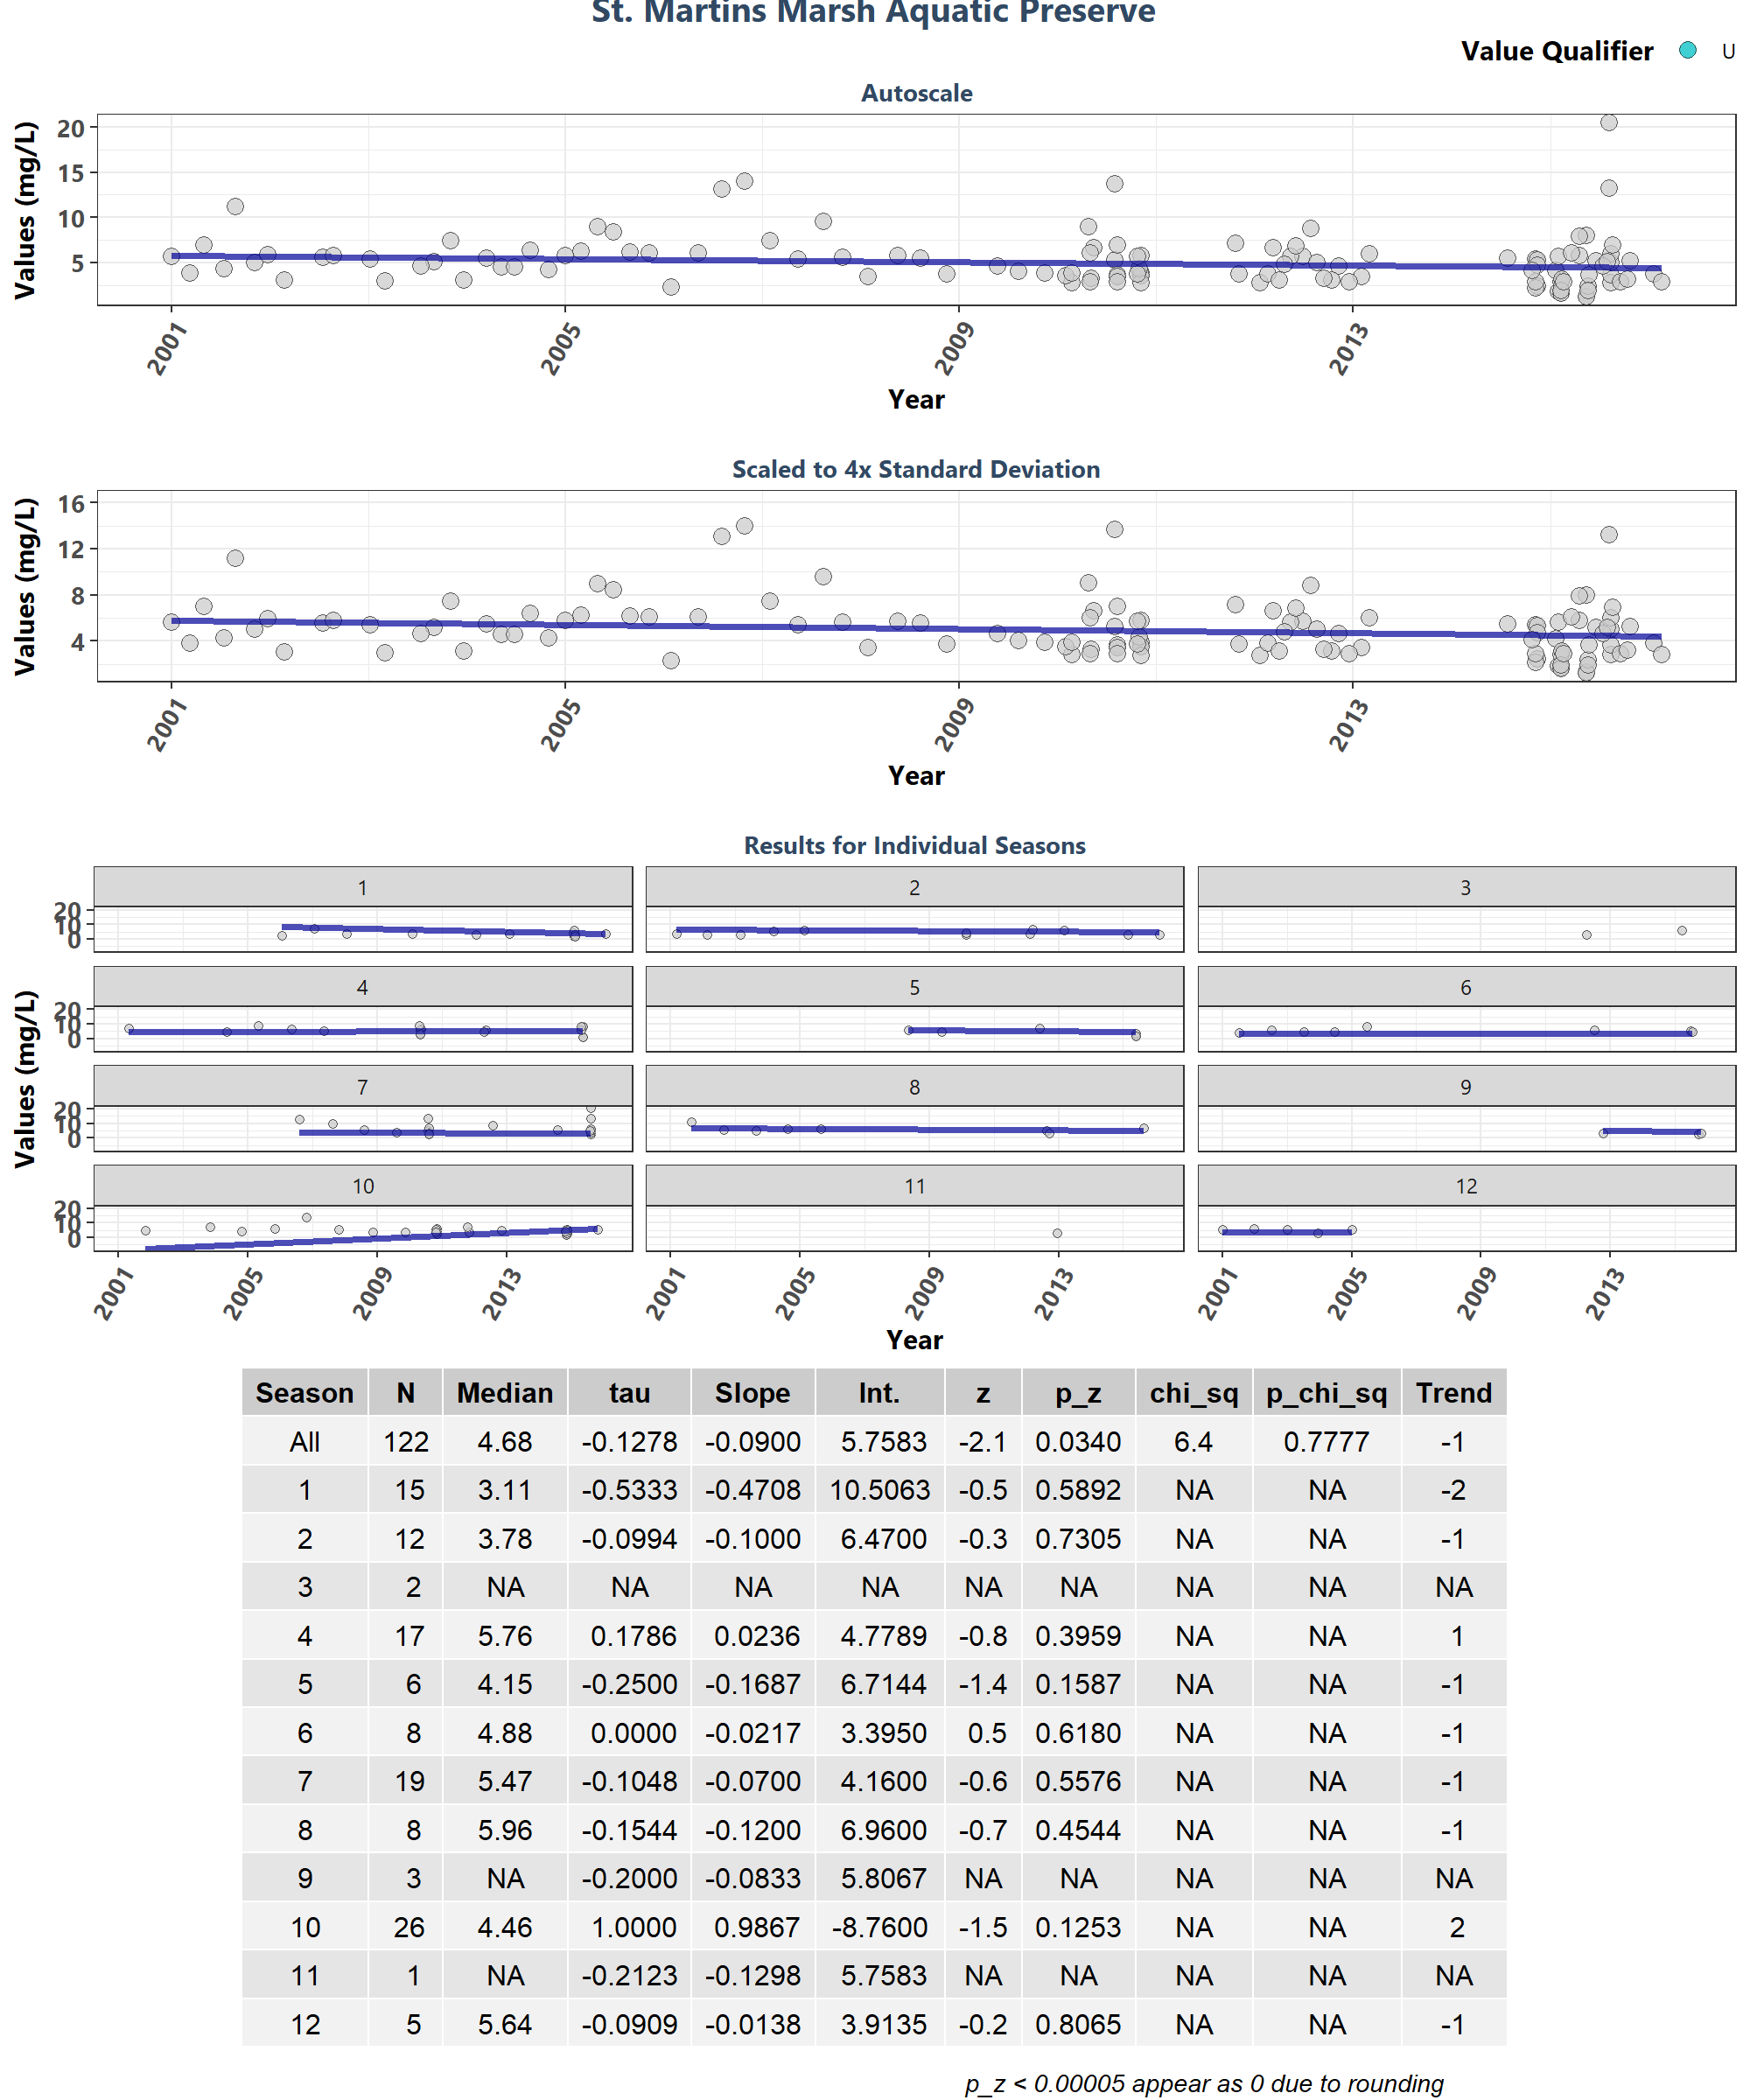 St. Martins Marsh Aquatic Preserve
Value Qualifier U
Autoscale
Values (mg/L)
20
15
10
5
2001 2005 2009 2013
Year
Scaled to 4x Standard Deviation
Values (mg/L)
16
12
8
4
2001 2005 2009 2013
Year
Results for Individual Seasons
Values (mg/L)
1 2 3
20
10
0
4 5 6
20
10
0
7 8 9
20
10
0
10 11 12
20
10
0
2001 2005 2009 2013 2001 2005 2009 2013 2001 2005 2009 2013
Year
Season N Median tau Slope Int. z p_z chi_sq p_chi_sq Trend
All 122 4.68 -0.1278 -0.0900 5.7583 -2.1 0.0340 6.4 0.7777 -1
1 15 3.11 -0.5333 -0.4708 10.5063 -0.5 0.5892 NA NA -2
2 12 3.78 -0.0994 -0.1000 6.4700 -0.3 0.7305 NA NA -1
3 2 NA NA NA NA NA NA NA NA NA
4 17 5.76 0.1786 0.0236 4.7789 -0.8 0.3959 NA NA 1
5 6 4.15 -0.2500 -0.1687 6.7144 -1.4 0.1587 NA NA -1
6 8 4.88 0.0000 -0.0217 3.3950 0.5 0.6180 NA NA -1
7 19 5.47 -0.1048 -0.0700 4.1600 -0.6 0.5576 NA NA -1
8 8 5.96 -0.1544 -0.1200 6.9600 -0.7 0.4544 NA NA -1
9 3 NA -0.2000 -0.0833 5.8067 NA NA NA NA NA
10 26 4.46 1.0000 0.9867 -8.7600 -1.5 0.1253 NA NA 2
11 1 NA -0.2123 -0.1298 5.7583 NA NA NA NA NA
12 5 5.64 -0.0909 -0.0138 3.9135 -0.2 0.8065 NA NA -1
p_z < 0.00005 appear as 0 due to rounding